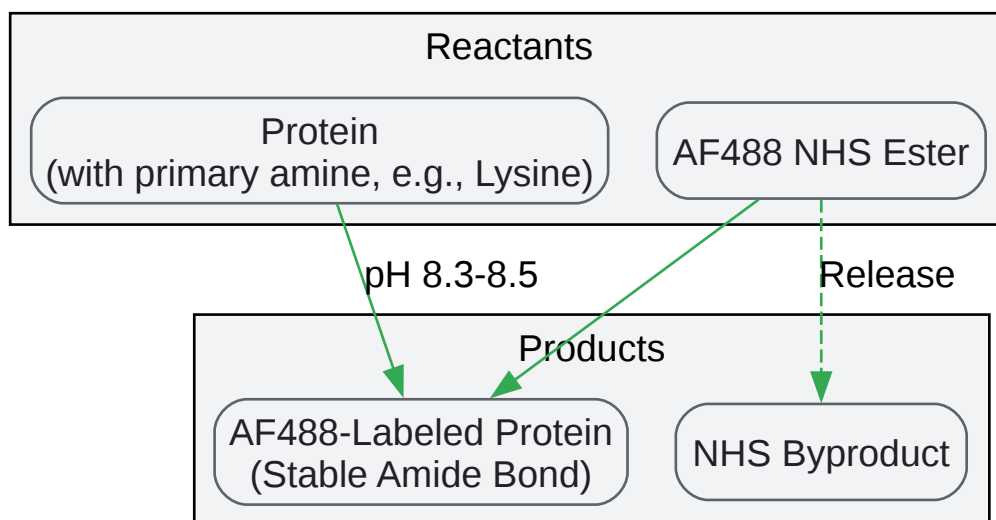 Reactants
Protein
(with primary amine, e.g., Lysine)
AF488 NHS Ester
pH 8.3-8.5
Release
Products
AF488-Labeled Protein
(Stable Amide Bond)
NHS Byproduct